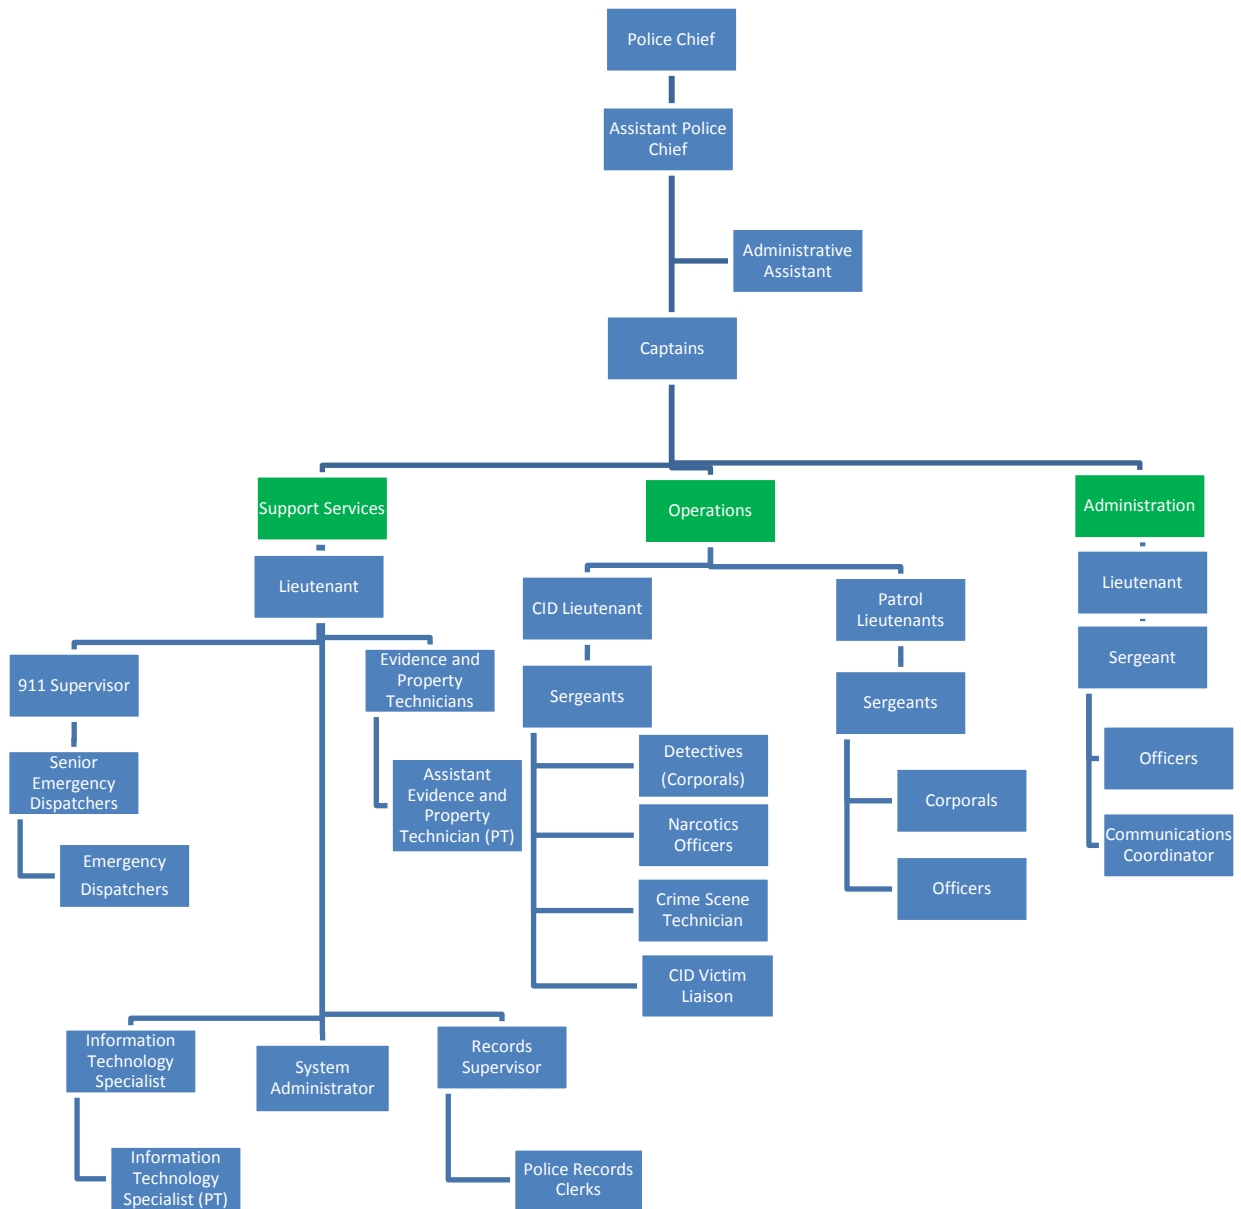 Police Chief
Assistant Police
Chief
Administrative
Assistant
Captains
Support Services
Operations
Administration
Lieutenant
CID Lieutenant
Patrol
Lieutenants
Lieutenant
911 Supervisor
Evidence and
Property
Technicians
Sergeants
Sergeants
Sergeant
Senior
Emergency
Dispatchers
Assistant
Evidence and
Property
Technician (PT)
Detectives
(Corporals)
Corporals
Officers
Emergency
Dispatchers
Narcotics
Officers
Officers
Communications
Coordinator
Crime Scene
Technician
CID Victim
Liaison
Information
Technology
Specialist
System
Administrator
Records
Supervisor
Information
Technology
Specialist (PT)
Police Records
Clerks